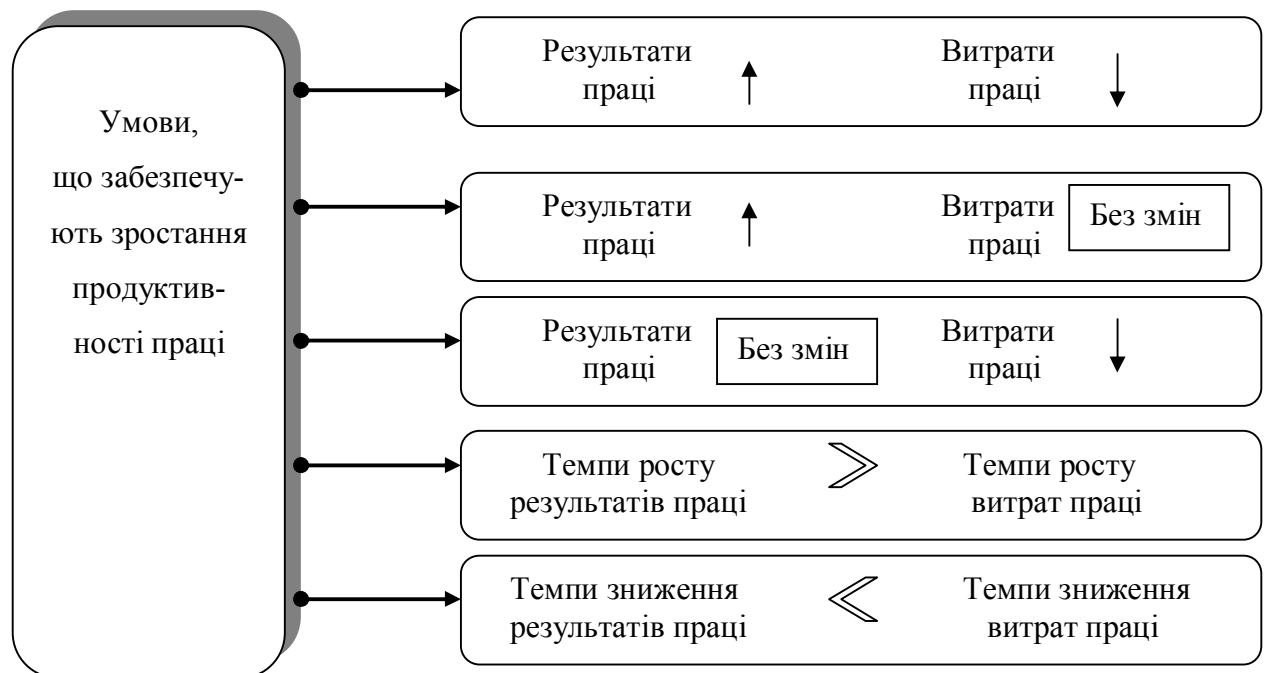 Умови,
що забезпечу-
ють зростання
продуктив-
ності праці
Результати
праці
Витрати
праці
Результати
праці
Витрати
праці
Без змін
Результати
праці
Без змін
Витрати
праці
Темпи росту
результатів праці
Темпи росту
витрат праці
Темпи зниження
результатів праці
Темпи зниження
витрат праці